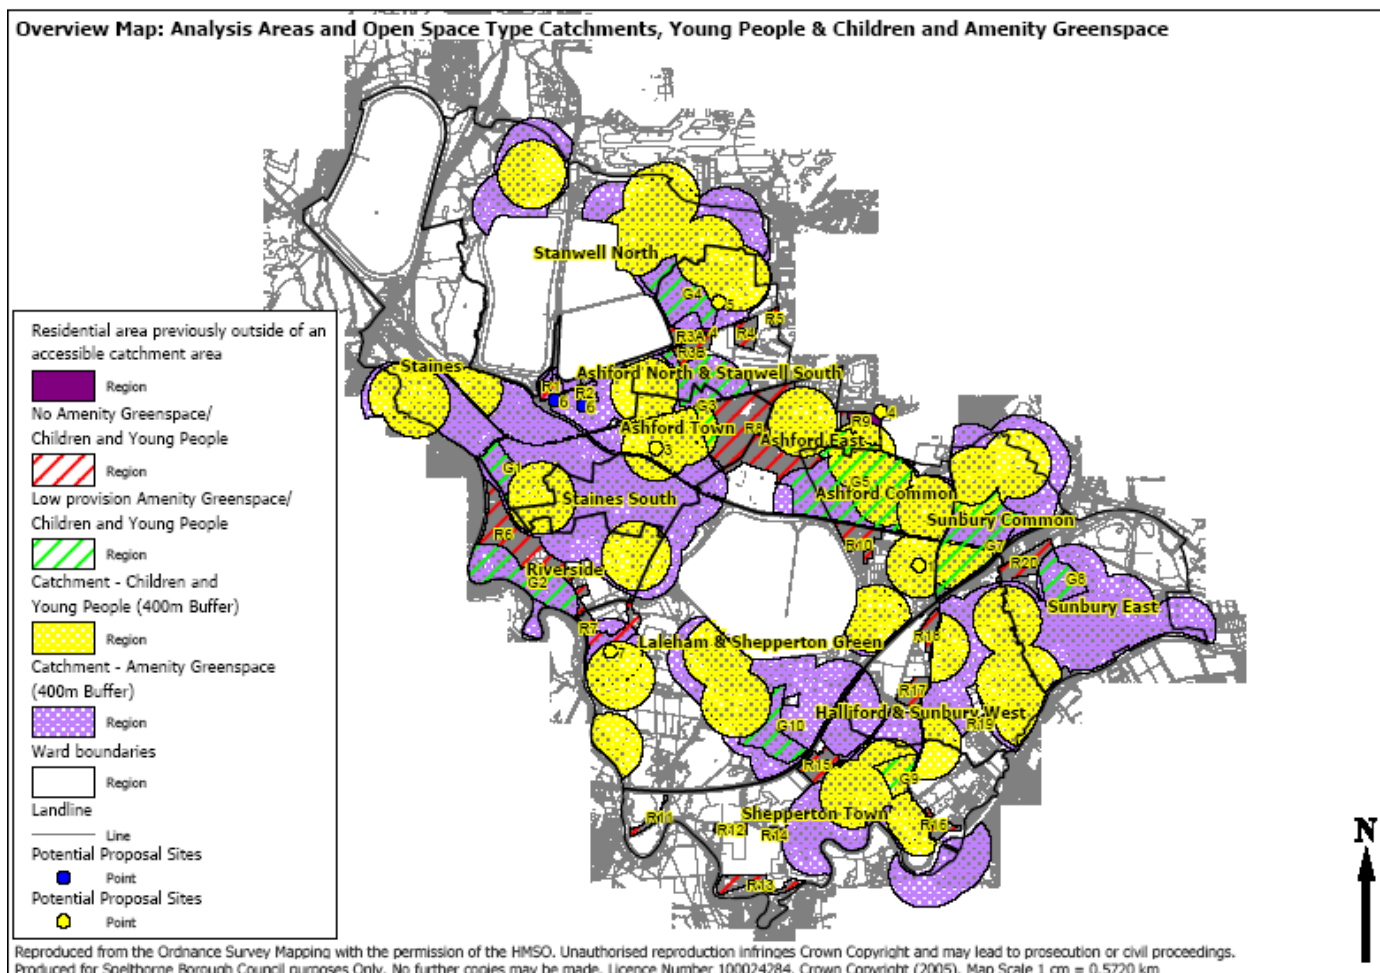 Overview Map: Analysis Areas and Open Space Type Catchments, Young People & Children and Amenity Greenspace
Residential area previously outside of an
accessible catchment area
Region
No Amenity Greenspace/
Children and Young People
Region
Low provision Amenity Greenspace/
Children and Young People
Region
Catchment - Children and
Young People (400m Buffer)
Region
Catchment - Amenity Greenspace
(400m Buffer)
Region
Ward boundaries
Region
Landline
Line
Potential Proposal Sites
Point
Potential Proposal Sites
Point
Stanwell North
G4
5
R5
R3A
4
R4
R3B
Staines
Ashford North & Stanwell South
R1
R2
6
6
G3
R9
4
Ashford Town
R8
Ashford East
3
G1
Staines South
G5
Ashford Common
Sunbury Common
R6
R10
G7
R20
Riverside
G2
1
G8
Sunbury East
R7
Laleham & Shepperton Green
R18
7
R17
G10
Halliford & Sunbury West
R19
R15
G9
R11
R12
R14
Shepperton Town
R16
R13
N
Reproduced from the Ordnance Survey Mapping with the permission of the HMSO. Unauthorised reproduction infringes Crown Copyright and may lead to prosecution or civil proceedings.
Produced for Spelthorne Borough Council purposes Only. No further copies may be made. Licence Number 100024284. Crown Copyright (2005). Map Scale 1 cm = 0.5720 km